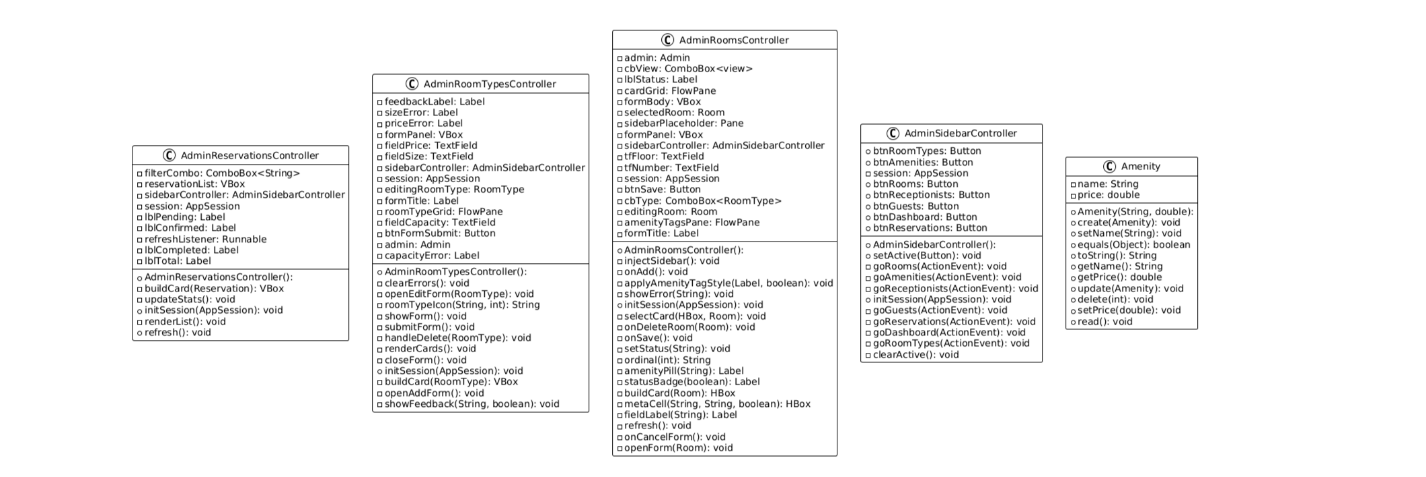 C AdminReservationsController
filterCombo: ComboBox<String>
reservationList: VBox
sidebarController: AdminSidebarController
session: AppSession
lblPending: Label
lblConfirmed: Label
refreshListener: Runnable
lblCompleted: Label
lblTotal: Label
AdminReservationsController():
buildCard(Reservation): VBox
updateStats(): void
initSession(AppSession): void
renderList(): void
refresh(): void
C AdminRoomTypesController
feedbackLabel: Label
sizeError: Label
priceError: Label
formPanel: VBox
fieldPrice: TextField
fieldSize: TextField
sidebarController: AdminSidebarController
session: AppSession
editingRoomType: RoomType
formTitle: Label
roomTypeGrid: FlowPane
fieldCapacity: TextField
btnFormSubmit: Button
admin: Admin
capacityError: Label
AdminRoomTypesController():
clearErrors(): void
openEditForm(RoomType): void
roomTypeIcon(String, int): String
showForm(): void
submitForm(): void
handleDelete(RoomType): void
renderCards(): void
closeForm(): void
initSession(AppSession): void
buildCard(RoomType): VBox
openAddForm(): void
showFeedback(String, boolean): void
C AdminRoomsController
admin: Admin
cbView: ComboBox<view>
lblStatus: Label
cardGrid: FlowPane
formBody: VBox
selectedRoom: Room
sidebarPlaceholder: Pane
formPanel: VBox
sidebarController: AdminSidebarController
tfFloor: TextField
tfNumber: TextField
session: AppSession
btnSave: Button
cbType: ComboBox<RoomType>
editingRoom: Room
amenityTagsPane: FlowPane
formTitle: Label
AdminRoomsController():
injectSidebar(): void
onAdd(): void
applyAmenityTagStyle(Label, boolean): void
showError(String): void
initSession(AppSession): void
selectCard(HBox, Room): void
onDeleteRoom(Room): void
onSave(): void
setStatus(String): void
ordinal(int): String
amenityPill(String): Label
statusBadge(boolean): Label
buildCard(Room): HBox
metaCell(String, String, boolean): HBox
fieldLabel(String): Label
refresh(): void
onCancelForm(): void
openForm(Room): void
C AdminSidebarController
btnRoomTypes: Button
btnAmenities: Button
session: AppSession
btnRooms: Button
btnReceptionists: Button
btnGuests: Button
btnDashboard: Button
btnReservations: Button
AdminSidebarController():
setActive(Button): void
goRooms(ActionEvent): void
goAmenities(ActionEvent): void
goReceptionists(ActionEvent): void
initSession(AppSession): void
goGuests(ActionEvent): void
goReservations(ActionEvent): void
goDashboard(ActionEvent): void
goRoomTypes(ActionEvent): void
clearActive(): void
C Amenity
name: String
price: double
Amenity(String, double):
create(Amenity): void
setName(String): void
equals(Object): boolean
toString(): String
getName(): String
getPrice(): double
update(Amenity): void
delete(int): void
setPrice(double): void
read(): void